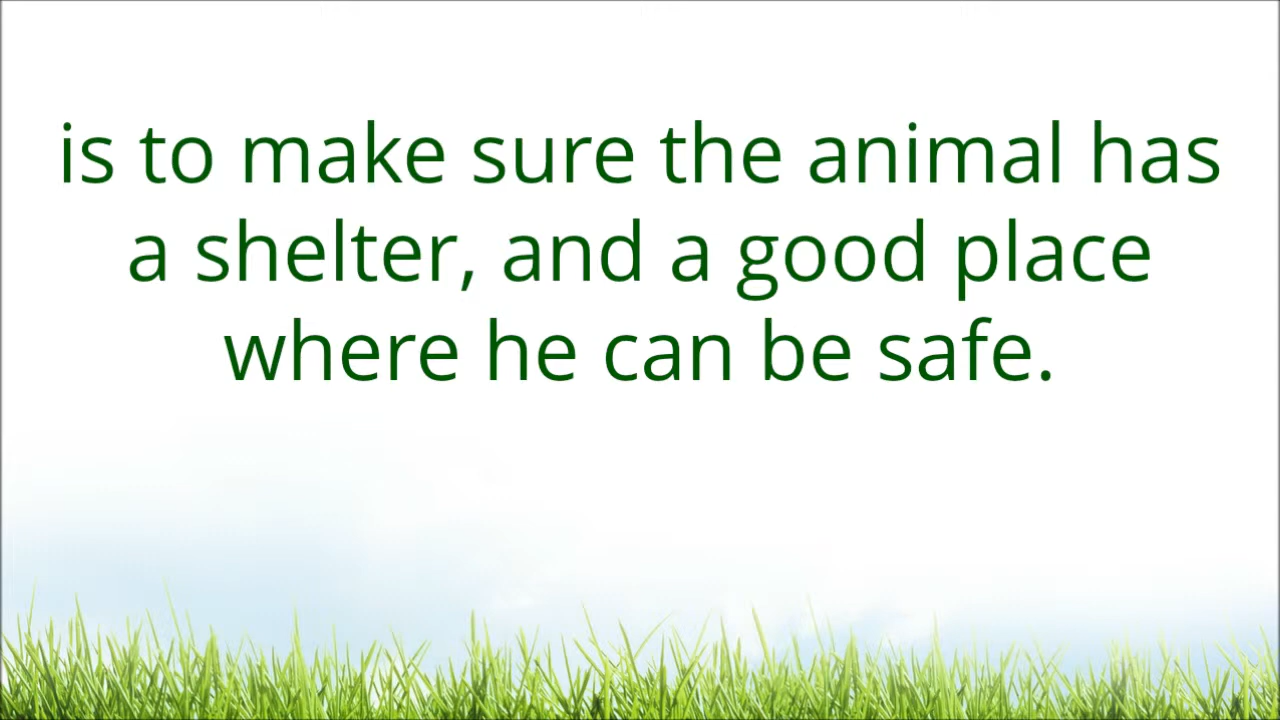 is to make sure the animal has
a shelter, and a good place
where he can be safe.